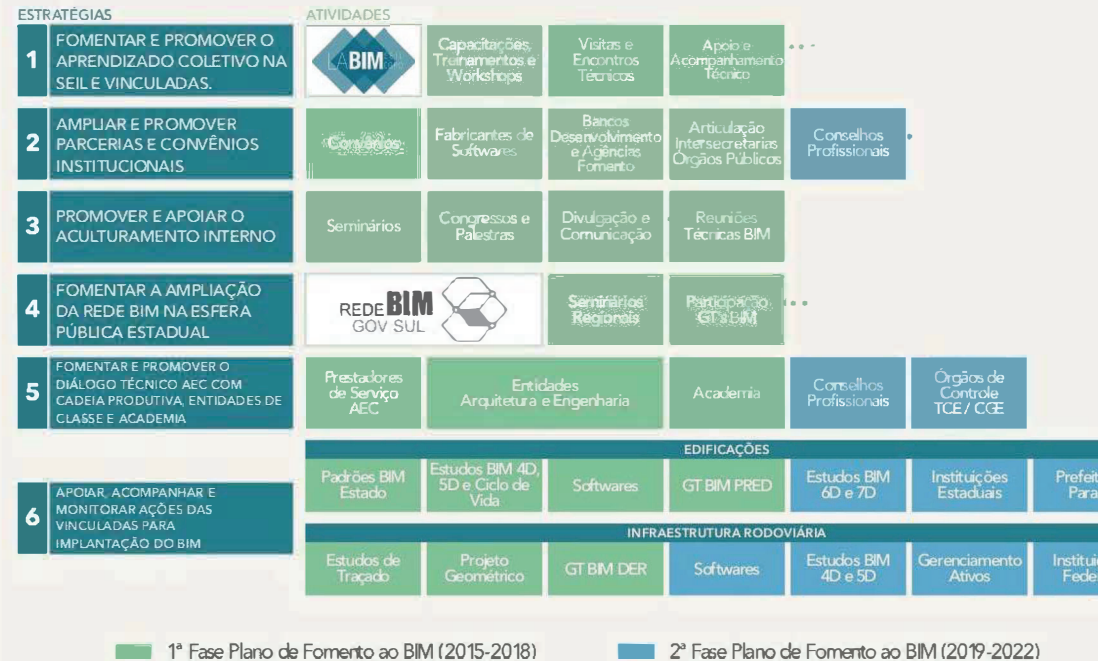 ESTRATÉGIAS
ATIVIDADES
1
FOMENTAR E PROMOVER O
APRENDIZADO COLETIVO NA
SEIL E VINCULADAS.
LABIM
Capacitações,
Treinamentos e
Workshops
Visitas e
Encontros
Técnicos
Apoio e
Acompanhamento
Técnico
2
AMPLIAR E PROMOVER
PARCERIAS E CONVÊNIOS
INSTITUCIONAIS
Convênios
Fabricantes de
Softwares
Bancos
Desenvolvimento
e Agências
Fomento
Articulação
Intersecretarias
Órgãos Públicos
Conselhos
Profissionais
3
PROMOVER E APOIAR O
ACULTURAMENTO INTERNO
Seminários
Congressos e
Palestras
Divulgação e
Comunicação
Reuniões
Técnicas BIM
4
FOMENTAR A AMPLIAÇÃO
DA REDE BIM NA ESFERA
PÚBLICA ESTADUAL
REDE BIM
GOV SUL
Seminários
Regionais
Participação
GT's BIM
5
FOMENTAR E PROMOVER O
DIÁLOGO TÉCNICO AEC COM
CADEIA PRODUTIVA, ENTIDADES DE
CLASSE E ACADEMIA
Prestadores
de Serviço
AEC
Entidades
Arquitetura e Engenharia
Academia
Conselhos
Profissionais
Órgãos de
Controle
TCE / CGE
6
APOIAR, ACOMPANHAR E
MONITORAR AÇÕES DAS
VINCULADAS PARA
IMPLANTAÇÃO DO BIM
EDIFICAÇÕES
Padrões BIM
Estado
Estudos BIM 4D,
5D e Ciclo de
Vida
Softwares
GT BIM PRED
Estudos BIM
6D e 7D
Instituições
Estaduais
Prefeit
Para
INFRAESTRUTURA RODOVIÁRIA
Estudos de
Traçado
Projeto
Geométrico
GT BIM DER
Softwares
Estudos BIM
4D e 5D
Gerenciamento
Ativos
Institui
Fede
1ª Fase Plano de Fomento ao BIM (2015-2018)
2ª Fase Plano de Fomento ao BIM (2019-2022)